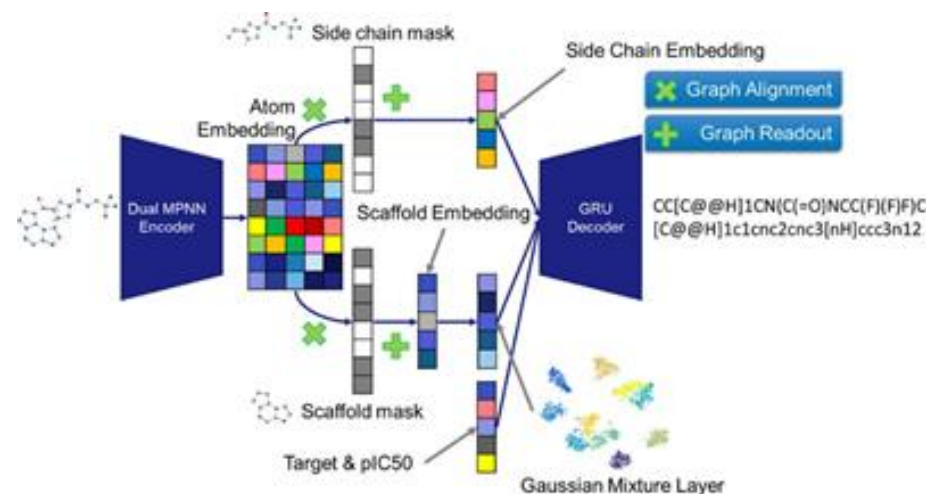 Side chain mask
Side Chain Embedding
Graph Alignment
Atom
Embedding
Graph Readout
Dual MPNN
Encoder
Scaffold Embedding
GRU
Decoder
CC[C@@H]1CN(C(=O)NCC(F)(F)F)C
[C@@H]1c1cnc2cnc3[nH]ccc3n12
Scaffold mask
Target & pIC50
Gaussian Mixture Layer